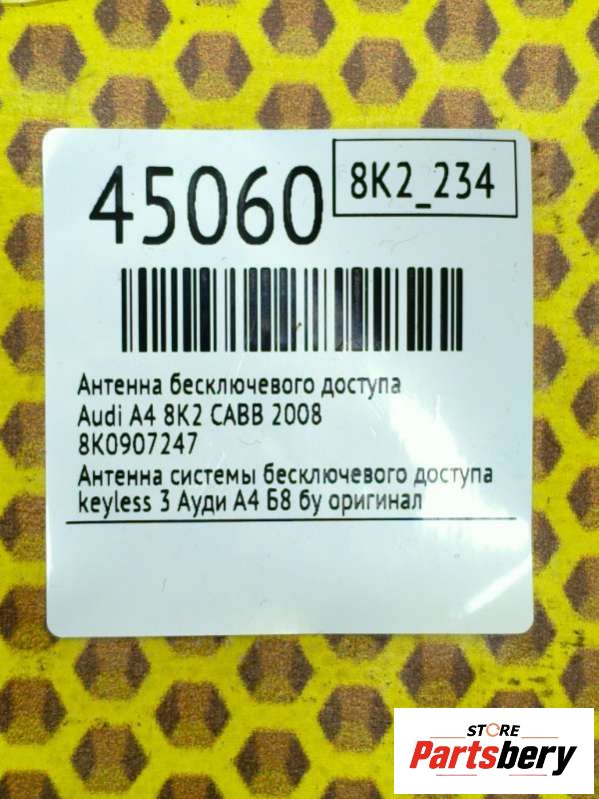 45060
8K2_234
Антенна бесключевого доступа
Audi A4 8K2 CABB 2008
8K0907247
Антенна системы бесключевого доступа
keyless 3 Ауди А4 Б8 бу оригинал
STORE
Partsbery